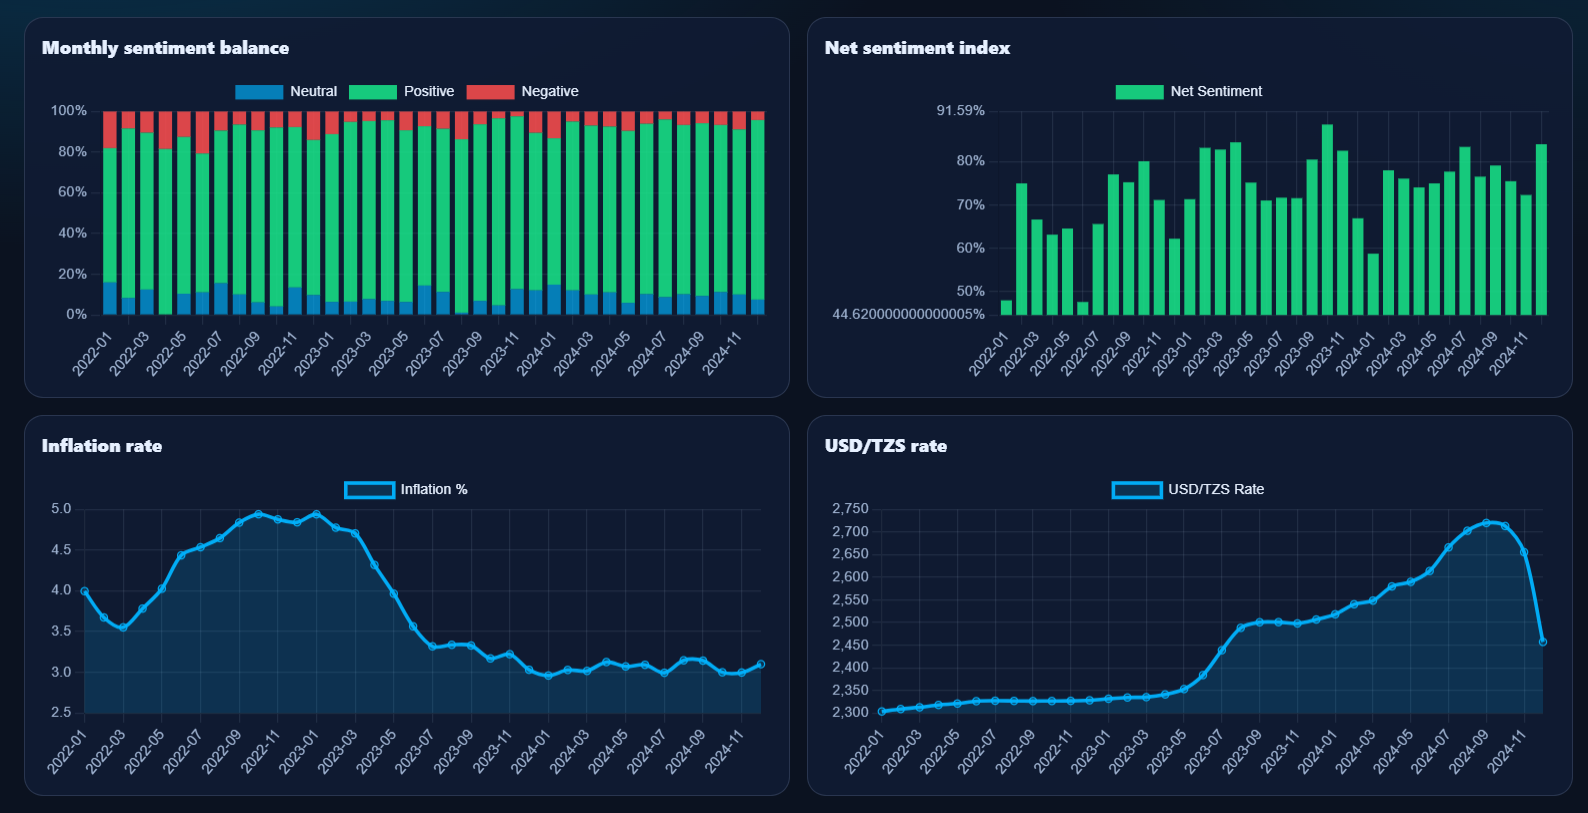 Monthly sentiment balance
Neutral Positive Negative
100%
80%
60%
40%
20%
0%
2022-01 2022-03 2022-05 2022-07 2022-09 2022-11 2023-01 2023-03 2023-05 2023-07 2023-09 2023-11 2024-01 2024-03 2024-05 2024-07 2024-09 2024-11
Net sentiment index
Net Sentiment
91.59%
80%
70%
60%
50%
44.620000000000005%
2022-01 2022-03 2022-05 2022-07 2022-09 2022-11 2023-01 2023-03 2023-05 2023-07 2023-09 2023-11 2024-01 2024-03 2024-05 2024-07 2024-09 2024-11
Inflation rate
Inflation %
5.0
4.5
4.0
3.5
3.0
2.5
2022-01 2022-03 2022-05 2022-07 2022-09 2022-11 2023-01 2023-03 2023-05 2023-07 2023-09 2023-11 2024-01 2024-03 2024-05 2024-07 2024-09 2024-11
USD/TZS rate
USD/TZS Rate
2,750
2,700
2,650
2,600
2,550
2,500
2,450
2,400
2,350
2,300
2022-01 2022-03 2022-05 2022-07 2022-09 2022-11 2023-01 2023-03 2023-05 2023-07 2023-09 2023-11 2024-01 2024-03 2024-05 2024-07 2024-09 2024-11